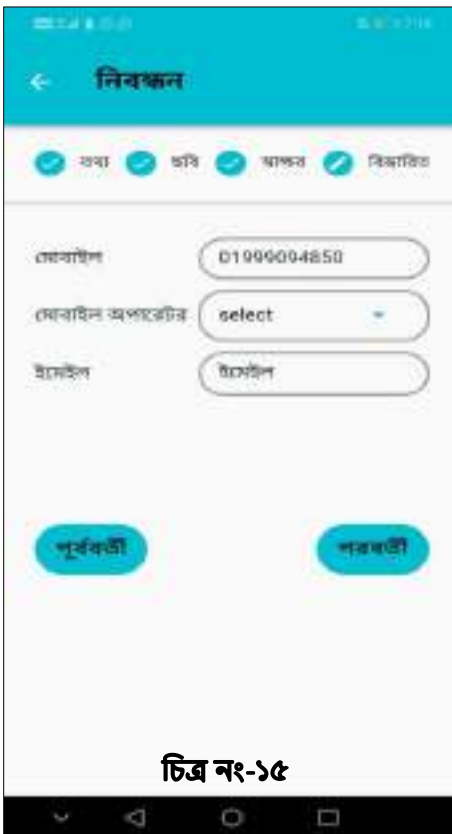 নিবন্ধন
তথ্য ছবি স্বাক্ষর বিস্তারিত
মোবাইল 01999094850
মোবাইল অপারেটর select
ইমেইল ইমেইল
পূর্ববর্তী পরবর্তী
চিত্র নং-১৫